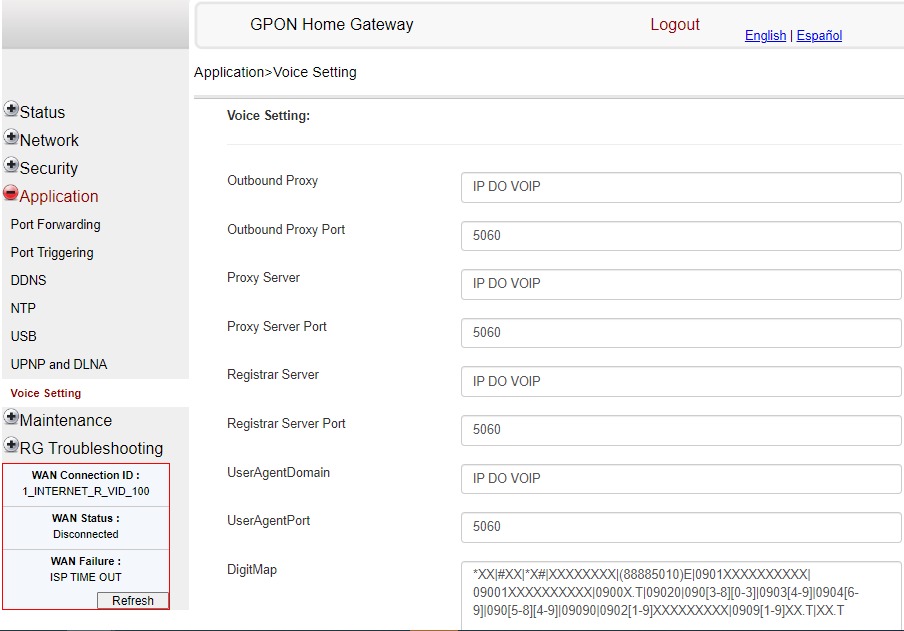 GPON Home Gateway
Logout
English | Español
Application>Voice Setting
Status
Network
Security
Application
Port Forwarding
Port Triggering
DDNS
NTP
USB
UPNP and DLNA
Voice Setting
Maintenance
RG Troubleshooting
WAN Connection ID :
1_INTERNET_R_VID_100
WAN Status :
Disconnected
WAN Failure :
ISP TIME OUT
Refresh
Voice Setting:
Outbound Proxy
IP DO VOIP
Outbound Proxy Port
5060
Proxy Server
IP DO VOIP
Proxy Server Port
5060
Registrar Server
IP DO VOIP
Registrar Server Port
5060
UserAgentDomain
IP DO VOIP
UserAgentPort
5060
DigitMap
*XX|#XX|*X#|XXXXXXXX|(88885010)E|0901XXXXXXXXXX|
09001XXXXXXXXXX|0900X.T|09020|090[3-8][0-3]|0903[4-9]|0904[6-
9]|090[5-8][4-9]|09090|0902[1-9]XXXXXXXXX|0909[1-9]XX.T|XX.T